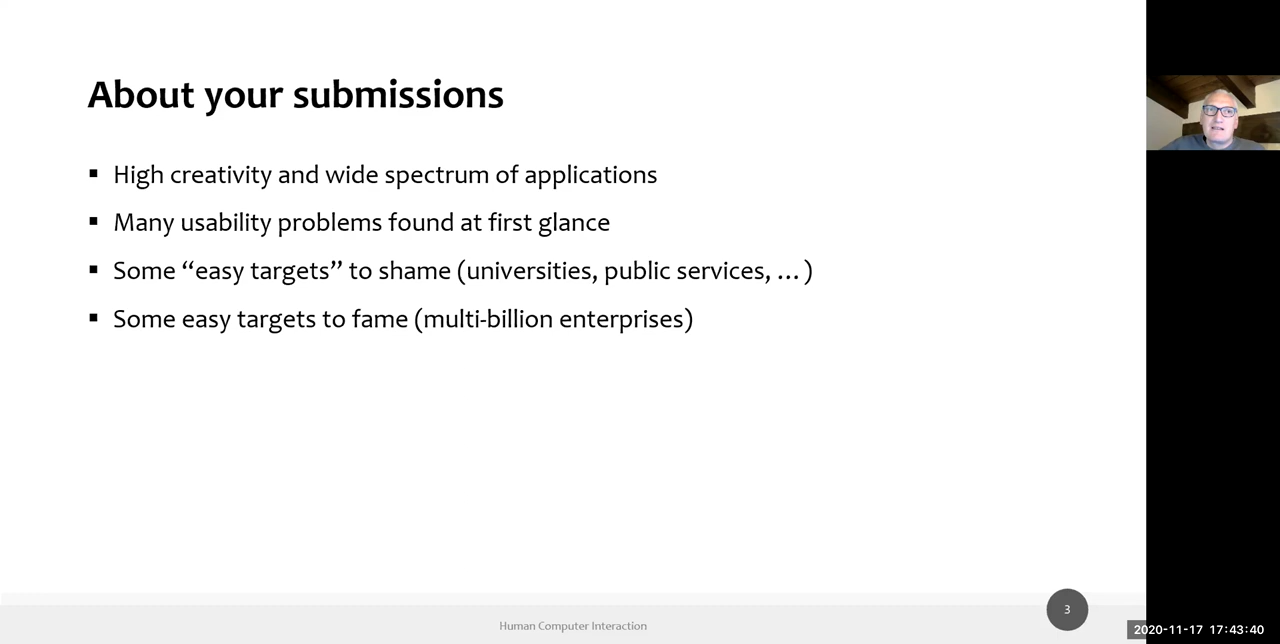 About your submissions
▪ High creativity and wide spectrum of applications
▪ Many usability problems found at first glance
▪ Some “easy targets” to shame (universities, public services, …)
▪ Some easy targets to fame (multi-billion enterprises)
3
Human Computer Interaction
2020-11-17 17:43:40